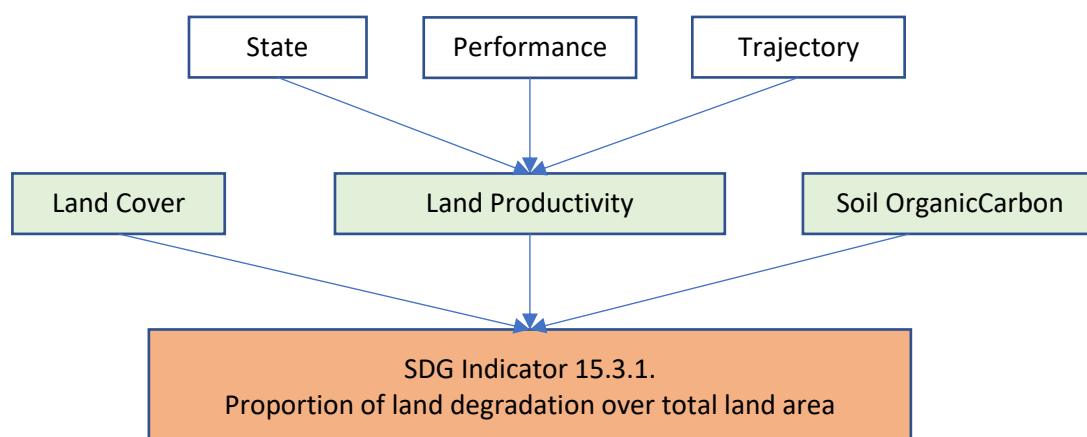 State
Performance
Trajectory
Land Cover
Land Productivity
Soil OrganicCarbon
SDG Indicator 15.3.1.
Proportion of land degradation over total land area